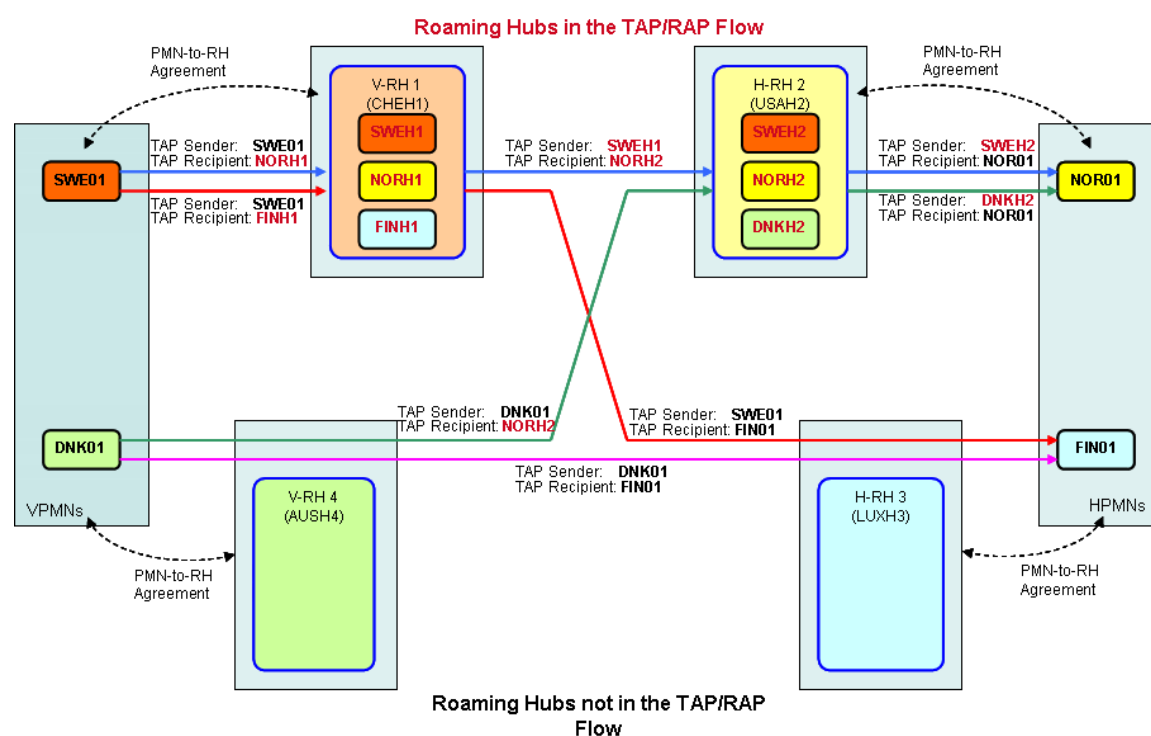 Roaming Hubs in the TAP/RAP Flow
PMN-to-RH
Agreement
V-RH 1
(CHEH1)
SWEH1
NORH1
FINH1
H-RH 2
(USAH2)
SWEH2
NORH2
DNKH2
PMN-to-RH
Agreement
TAP Sender: SWE01
TAP Recipient: NORH1
SWE01
TAP Sender: SWE01
TAP Recipient: FINH1
TAP Sender: SWEH1
TAP Recipient: NORH2
TAP Sender: SWEH2
TAP Recipient: NOR01
NOR01
TAP Sender: DNKH2
TAP Recipient: NOR01
TAP Sender: DNK01
TAP Recipient: NORH2
TAP Sender: SWE01
TAP Recipient: FIN01
DNK01
FIN01
TAP Sender: DNK01
TAP Recipient: FIN01
VPMNs
V-RH 4
(AUSH4)
H-RH 3
(LUXH3)
HPMNs
PMN-to-RH
Agreement
PMN-to-RH
Agreement
Roaming Hubs not in the TAP/RAP
Flow